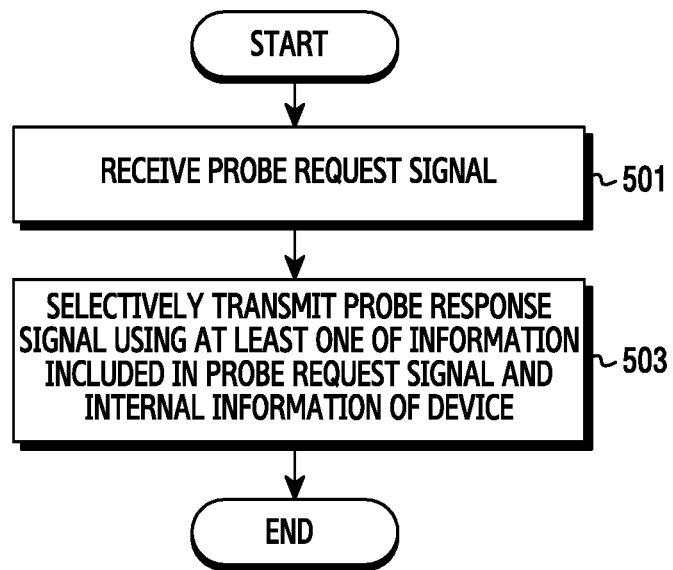 START
RECEIVE PROBE REQUEST SIGNAL
501
SELECTIVELY TRANSMIT PROBE RESPONSE
SIGNAL USING AT LEAST ONE OF INFORMATION
INCLUDED IN PROBE REQUEST SIGNAL AND
INTERNAL INFORMATION OF DEVICE
503
END